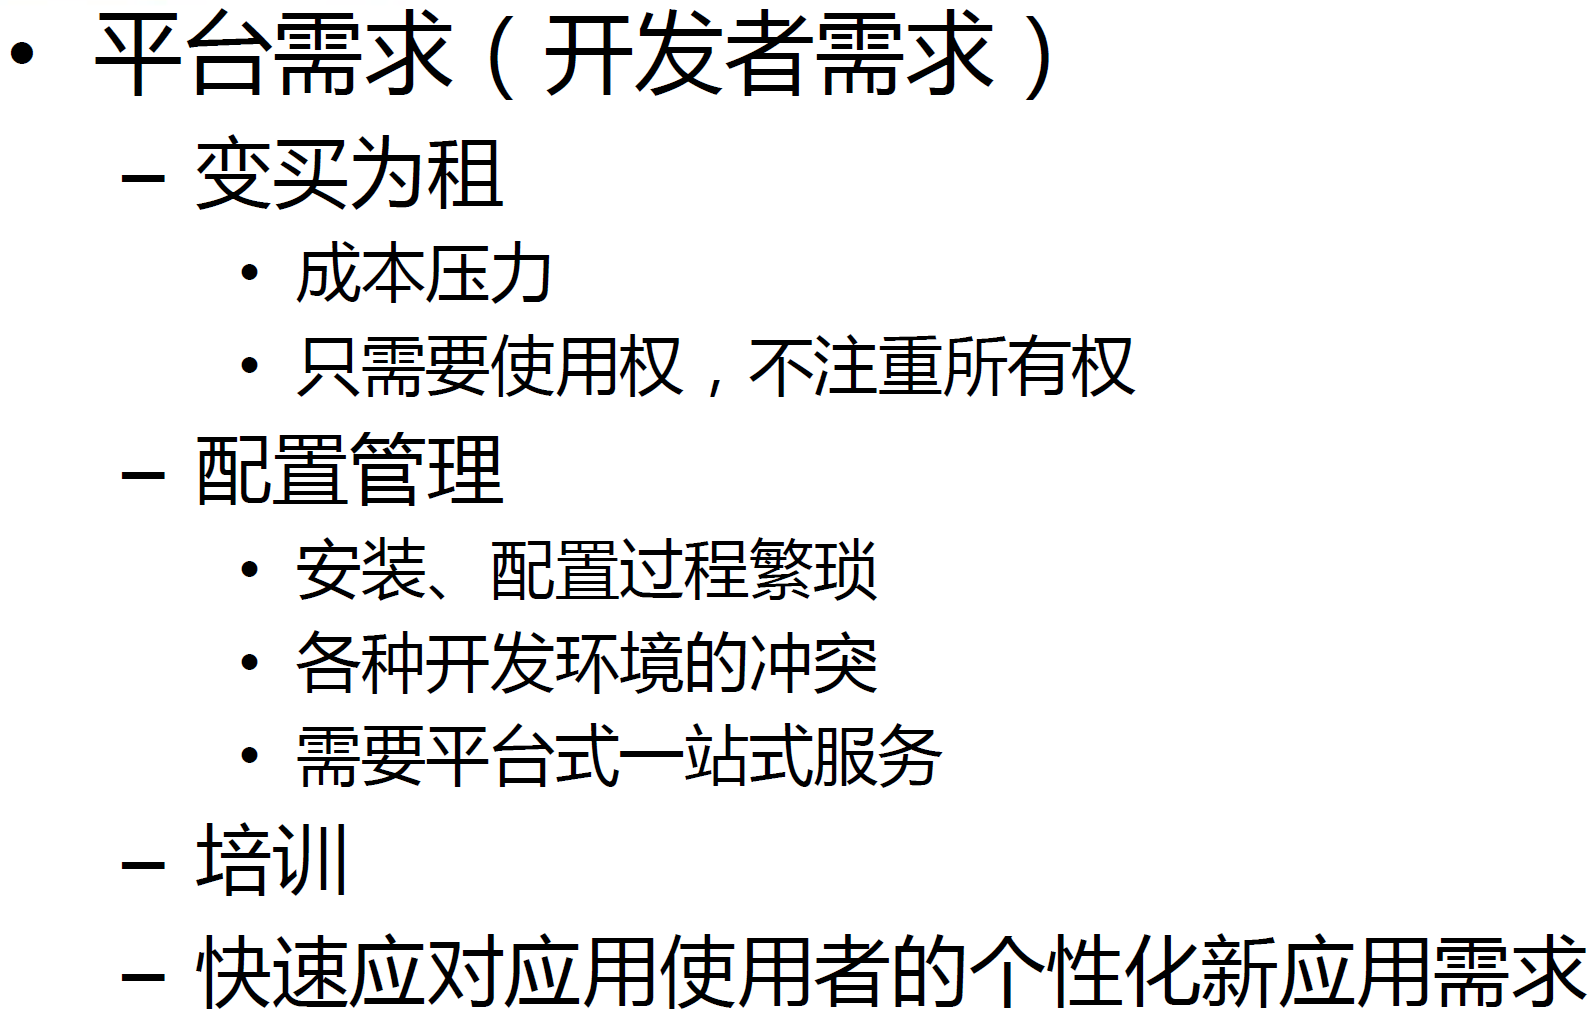 • 平台需求（开发者需求）
– 变买为租
• 成本压力
• 只需要使用权，不注重所有权
– 配置管理
• 安装、配置过程繁琐
• 各种开发环境的冲突
• 需要平台式一站式服务
– 培训
– 快速应对应用使用者的个性化新应用需求